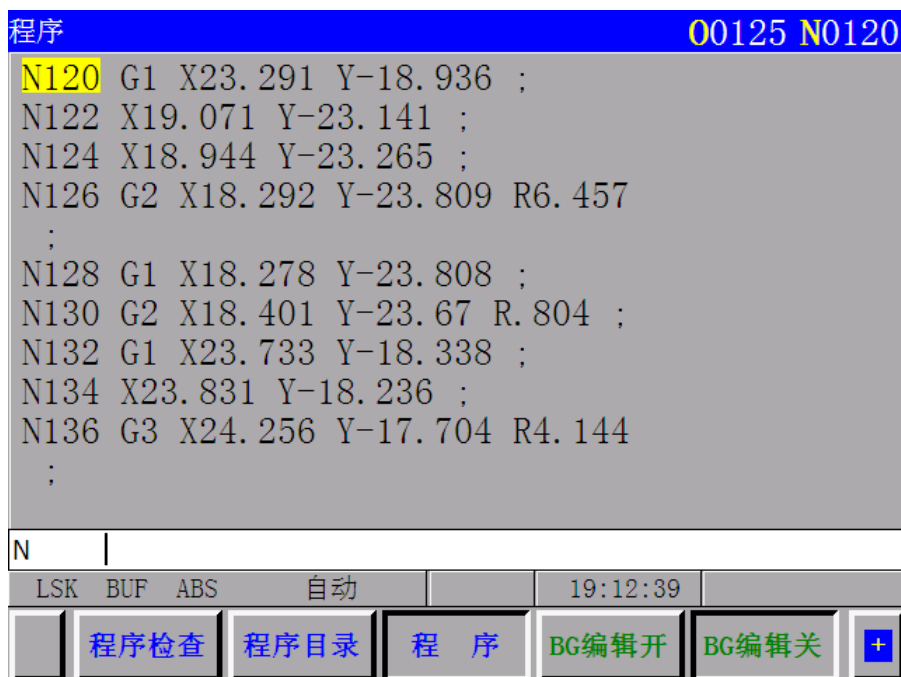 程序 O0125 N0120
N120 G1 X23.291 Y-18.936 ;
N122 X19.071 Y-23.141 ;
N124 X18.944 Y-23.265 ;
N126 G2 X18.292 Y-23.809 R6.457
;
N128 G1 X18.278 Y-23.808 ;
N130 G2 X18.401 Y-23.67 R.804 ;
N132 G1 X23.733 Y-18.338 ;
N134 X23.831 Y-18.236 ;
N136 G3 X24.256 Y-17.704 R4.144
;
N
LSK BUF ABS 自动 19:12:39
程序检查 程序目录 程 序 BG编辑开 BG编辑关 +